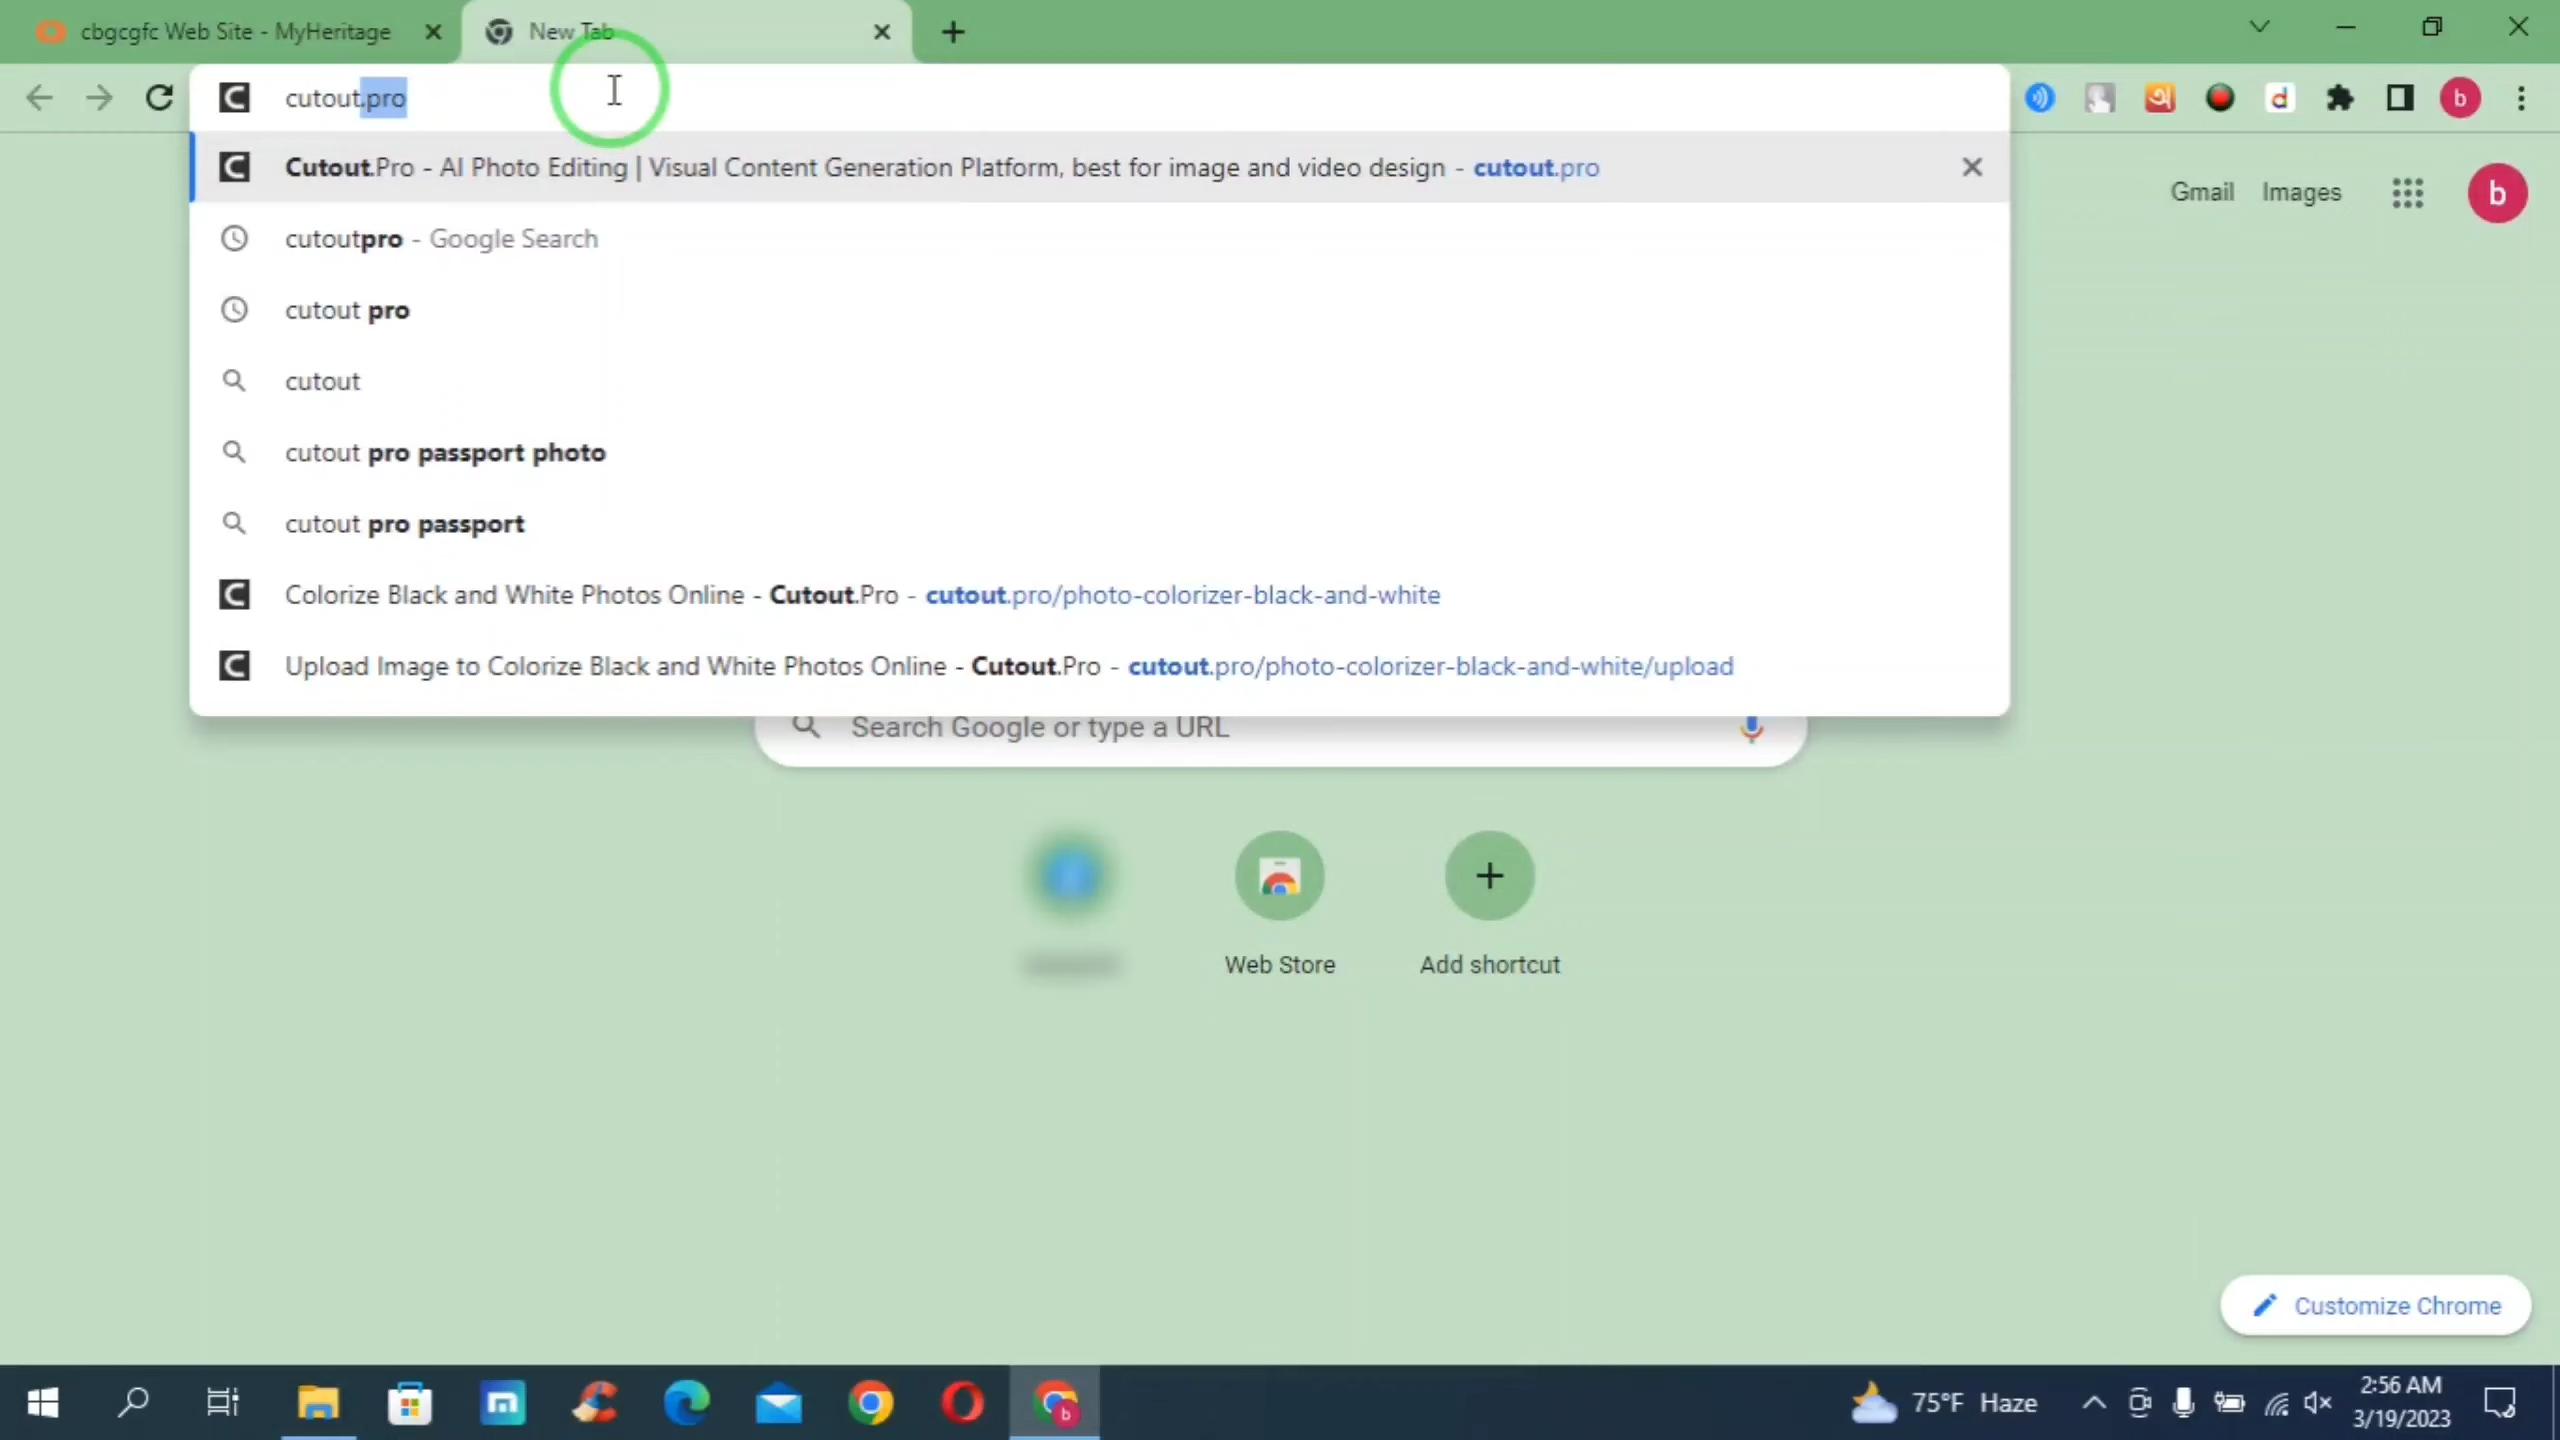 cbgcgfc Web Site - MyHeritage
New Tab
cutout.pro
Cutout.Pro - AI Photo Editing | Visual Content Generation Platform, best for image and video design - cutout.pro
cutoutpro - Google Search
cutout pro
cutout
cutout pro passport photo
cutout pro passport
Colorize Black and White Photos Online - Cutout.Pro - cutout.pro/photo-colorizer-black-and-white
Upload Image to Colorize Black and White Photos Online - Cutout.Pro - cutout.pro/photo-colorizer-black-and-white/upload
Gmail Images b
Search Google or type a URL
Web Store
Add shortcut
Customize Chrome
75°F Haze
2:56 AM
3/19/2023